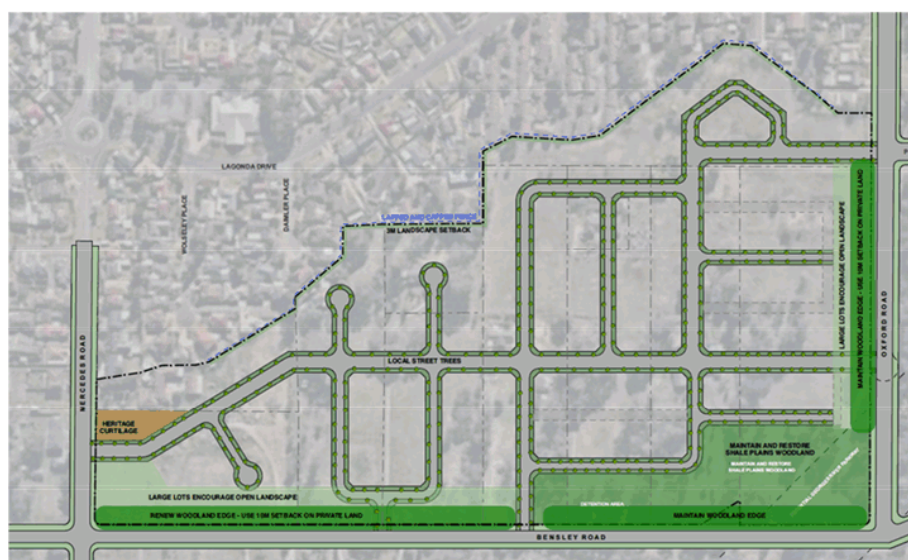 LAGONDA DRIVE
WOLSELEY PLACE
DAIMLER PLACE
LAPPED AND CAPPED FENCE
3M LANDSCAPE SETBACK
MERCEDES ROAD
LOCAL STREET TREES
LARGE LOTS ENCOURAGE OPEN LANDSCAPE
MAINTAIN WOODLAND EDGE - USE 18M SETBACK ON PRIVATE LAND
OXFORD ROAD
HERITAGE
CURTILAGE
MAINTAIN AND RESTORE
SHALE PLAINS WOODLAND
MAINTAIN AND RESTORE
SHALE PLAINS WOODLAND
LARGE LOTS ENCOURAGE OPEN LANDSCAPE
DETENTION AREA
RENEW WOODLAND EDGE - USE 18M SETBACK ON PRIVATE LAND
MAINTAIN WOODLAND EDGE
BENSLEY ROAD